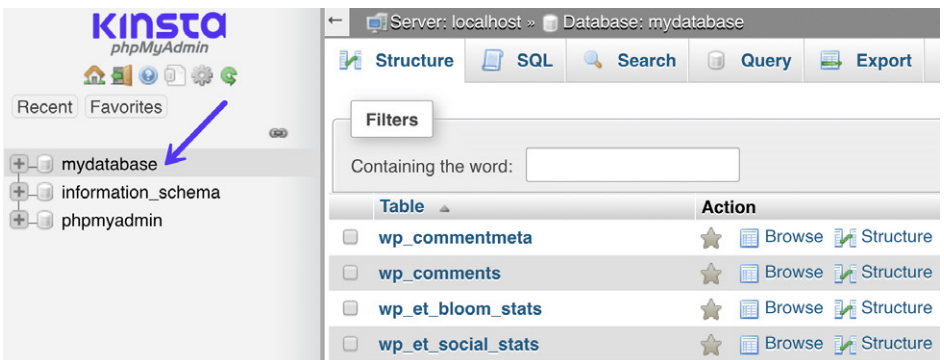 KINSTA
phpMyAdmin
Recent Favorites
mydatabase
information_schema
phpmyadmin
← Server: localhost » Database: mydatabase
Structure SQL Search Query Export
Filters
Containing the word:
Table Action
wp_commentmeta Browse Structure
wp_comments Browse Structure
wp_et_bloom_stats Browse Structure
wp_et_social_stats Browse Structure